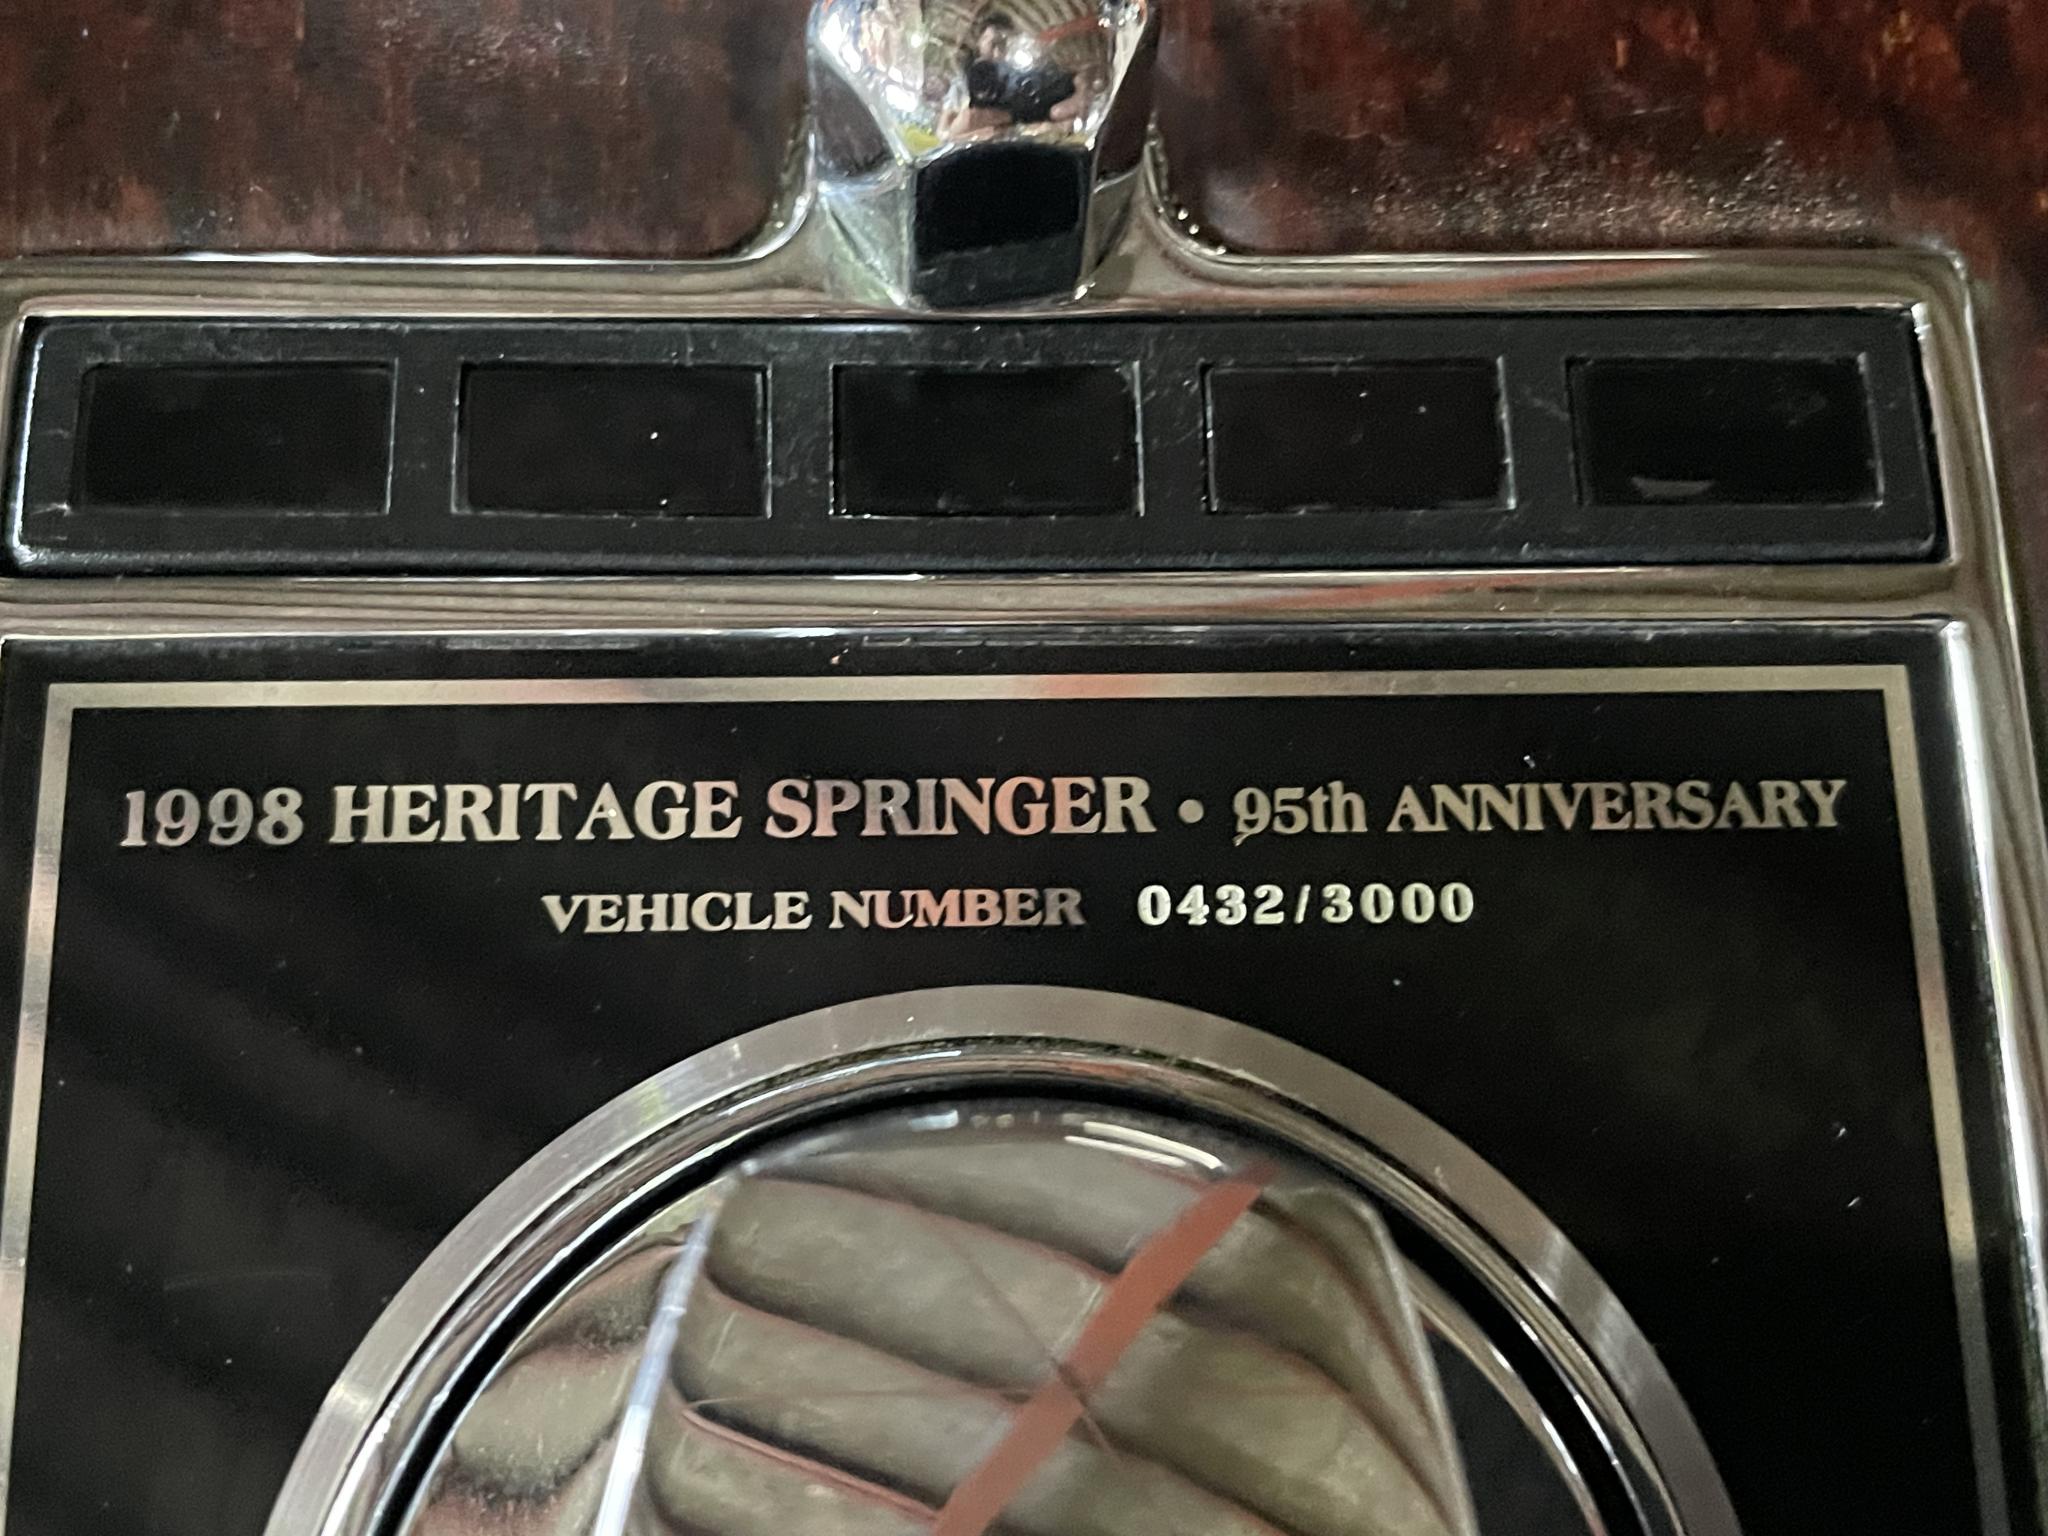 1998 HERITAGE SPRINGER • 95th ANNIVERSARY
VEHICLE NUMBER 0432/3000